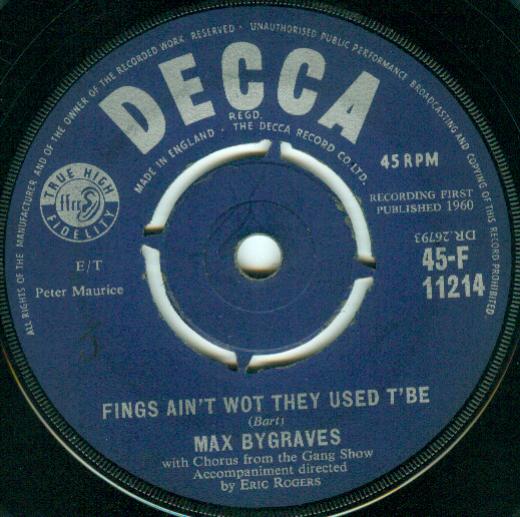 ALL RIGHTS OF THE MANUFACTURER AND OF THE OWNER OF THE RECORDED WORK RESERVED · UNAUTHORISED PUBLIC PERFORMANCE BROADCASTING AND COPYING OF THIS RECORD PROHIBITED
DECCA
REGD.
MADE IN ENGLAND · THE DECCA RECORD CO. LTD.
TRUE HIGH
ffrr
FIDELITY
45 RPM
RECORDING FIRST
PUBLISHED 1960
DR.26793
E/T
Peter Maurice
45-F
11214
FINGS AIN'T WOT THEY USED T'BE
(Bart)
MAX BYGRAVES
with Chorus from the Gang Show
Accompaniment directed
by ERIC ROGERS